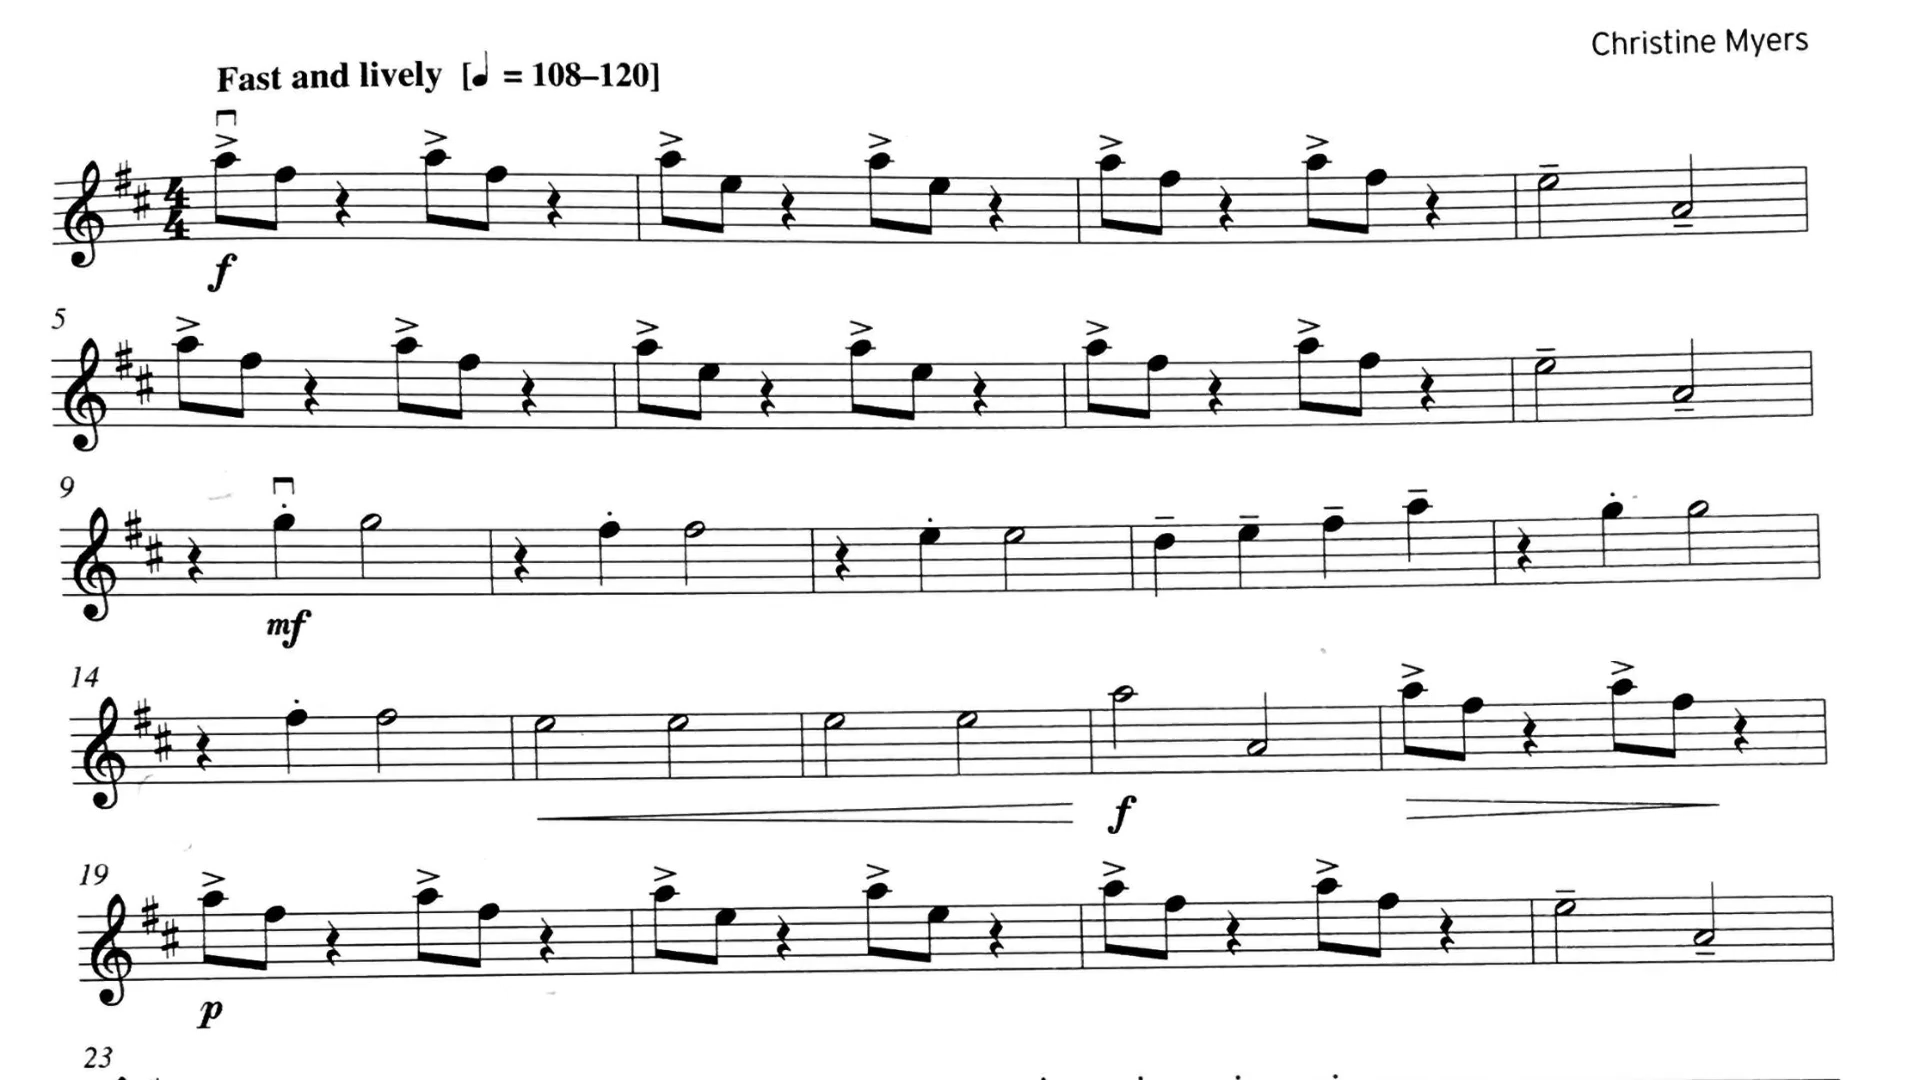 Christine Myers
Fast and lively [♩ = 108–120]
4
4
f
5
9
mf
14
f
19
p
23